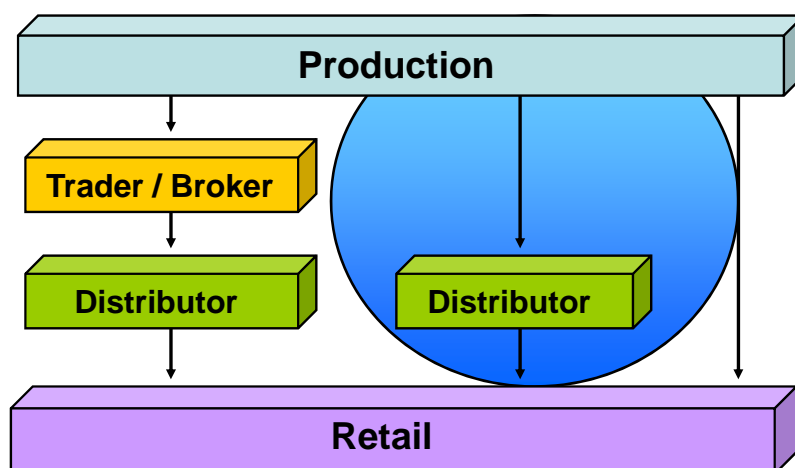 Production
Trader / Broker
Distributor
Distributor
Retail